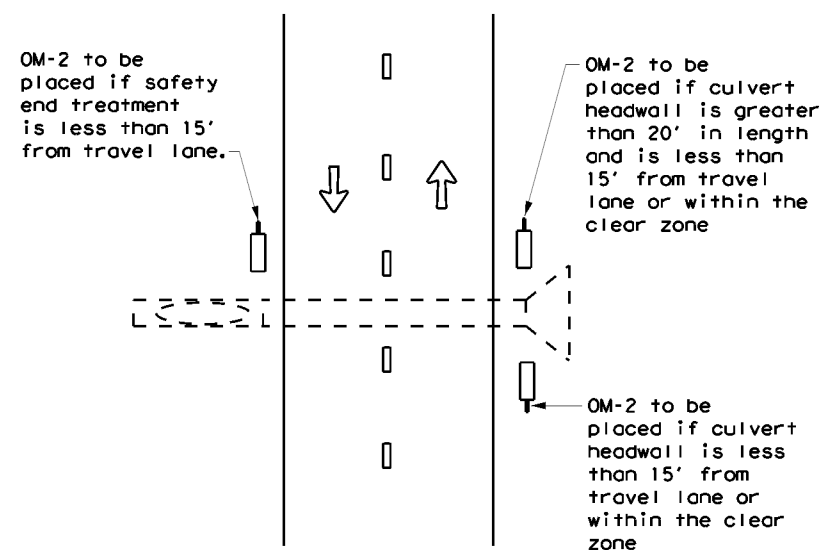 OM-2 to be
placed if safety
end treatment
is less than 15'
from travel lane.
OM-2 to be
placed if culvert
headwall is greater
than 20' in length
and is less than
15' from travel
lane or within the
clear zone
OM-2 to be
placed if culvert
headwall is less
than 15' from
travel lane or
within the clear
zone